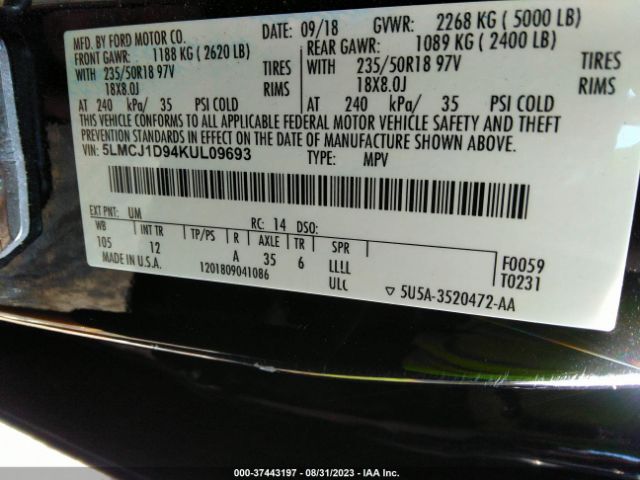 MFD. BY FORD MOTOR CO. DATE: 09/18 GVWR: 2268 KG ( 5000 LB)
FRONT GAWR: 1188 KG ( 2620 LB) REAR GAWR: 1089 KG ( 2400 LB)
WITH 235/50R18 97V TIRES WITH 235/50R18 97V TIRES
18X8.0J RIMS 18X8.0J RIMS
AT 240 kPa/ 35 PSI COLD AT 240 kPa/ 35 PSI COLD
THIS VEHICLE CONFORMS TO ALL APPLICABLE FEDERAL MOTOR VEHICLE SAFETY AND THEFT
PREVENTION STANDARDS IN EFFECT ON THE DATE OF MANUFACTURE SHOWN ABOVE.
VIN: 5LMCJ1D94KUL09693 TYPE: MPV
EXT PNT: UM RC: 14 DSO:
WB INT TR TP/PS R AXLE TR SPR
105 12 A 35 6 LLLL F0059
MADE IN U.S.A. 1201809041086 ULC T0231
▽ 5U5A-3520472-AA
000-37443197 - 08/31/2023 - IAA Inc.